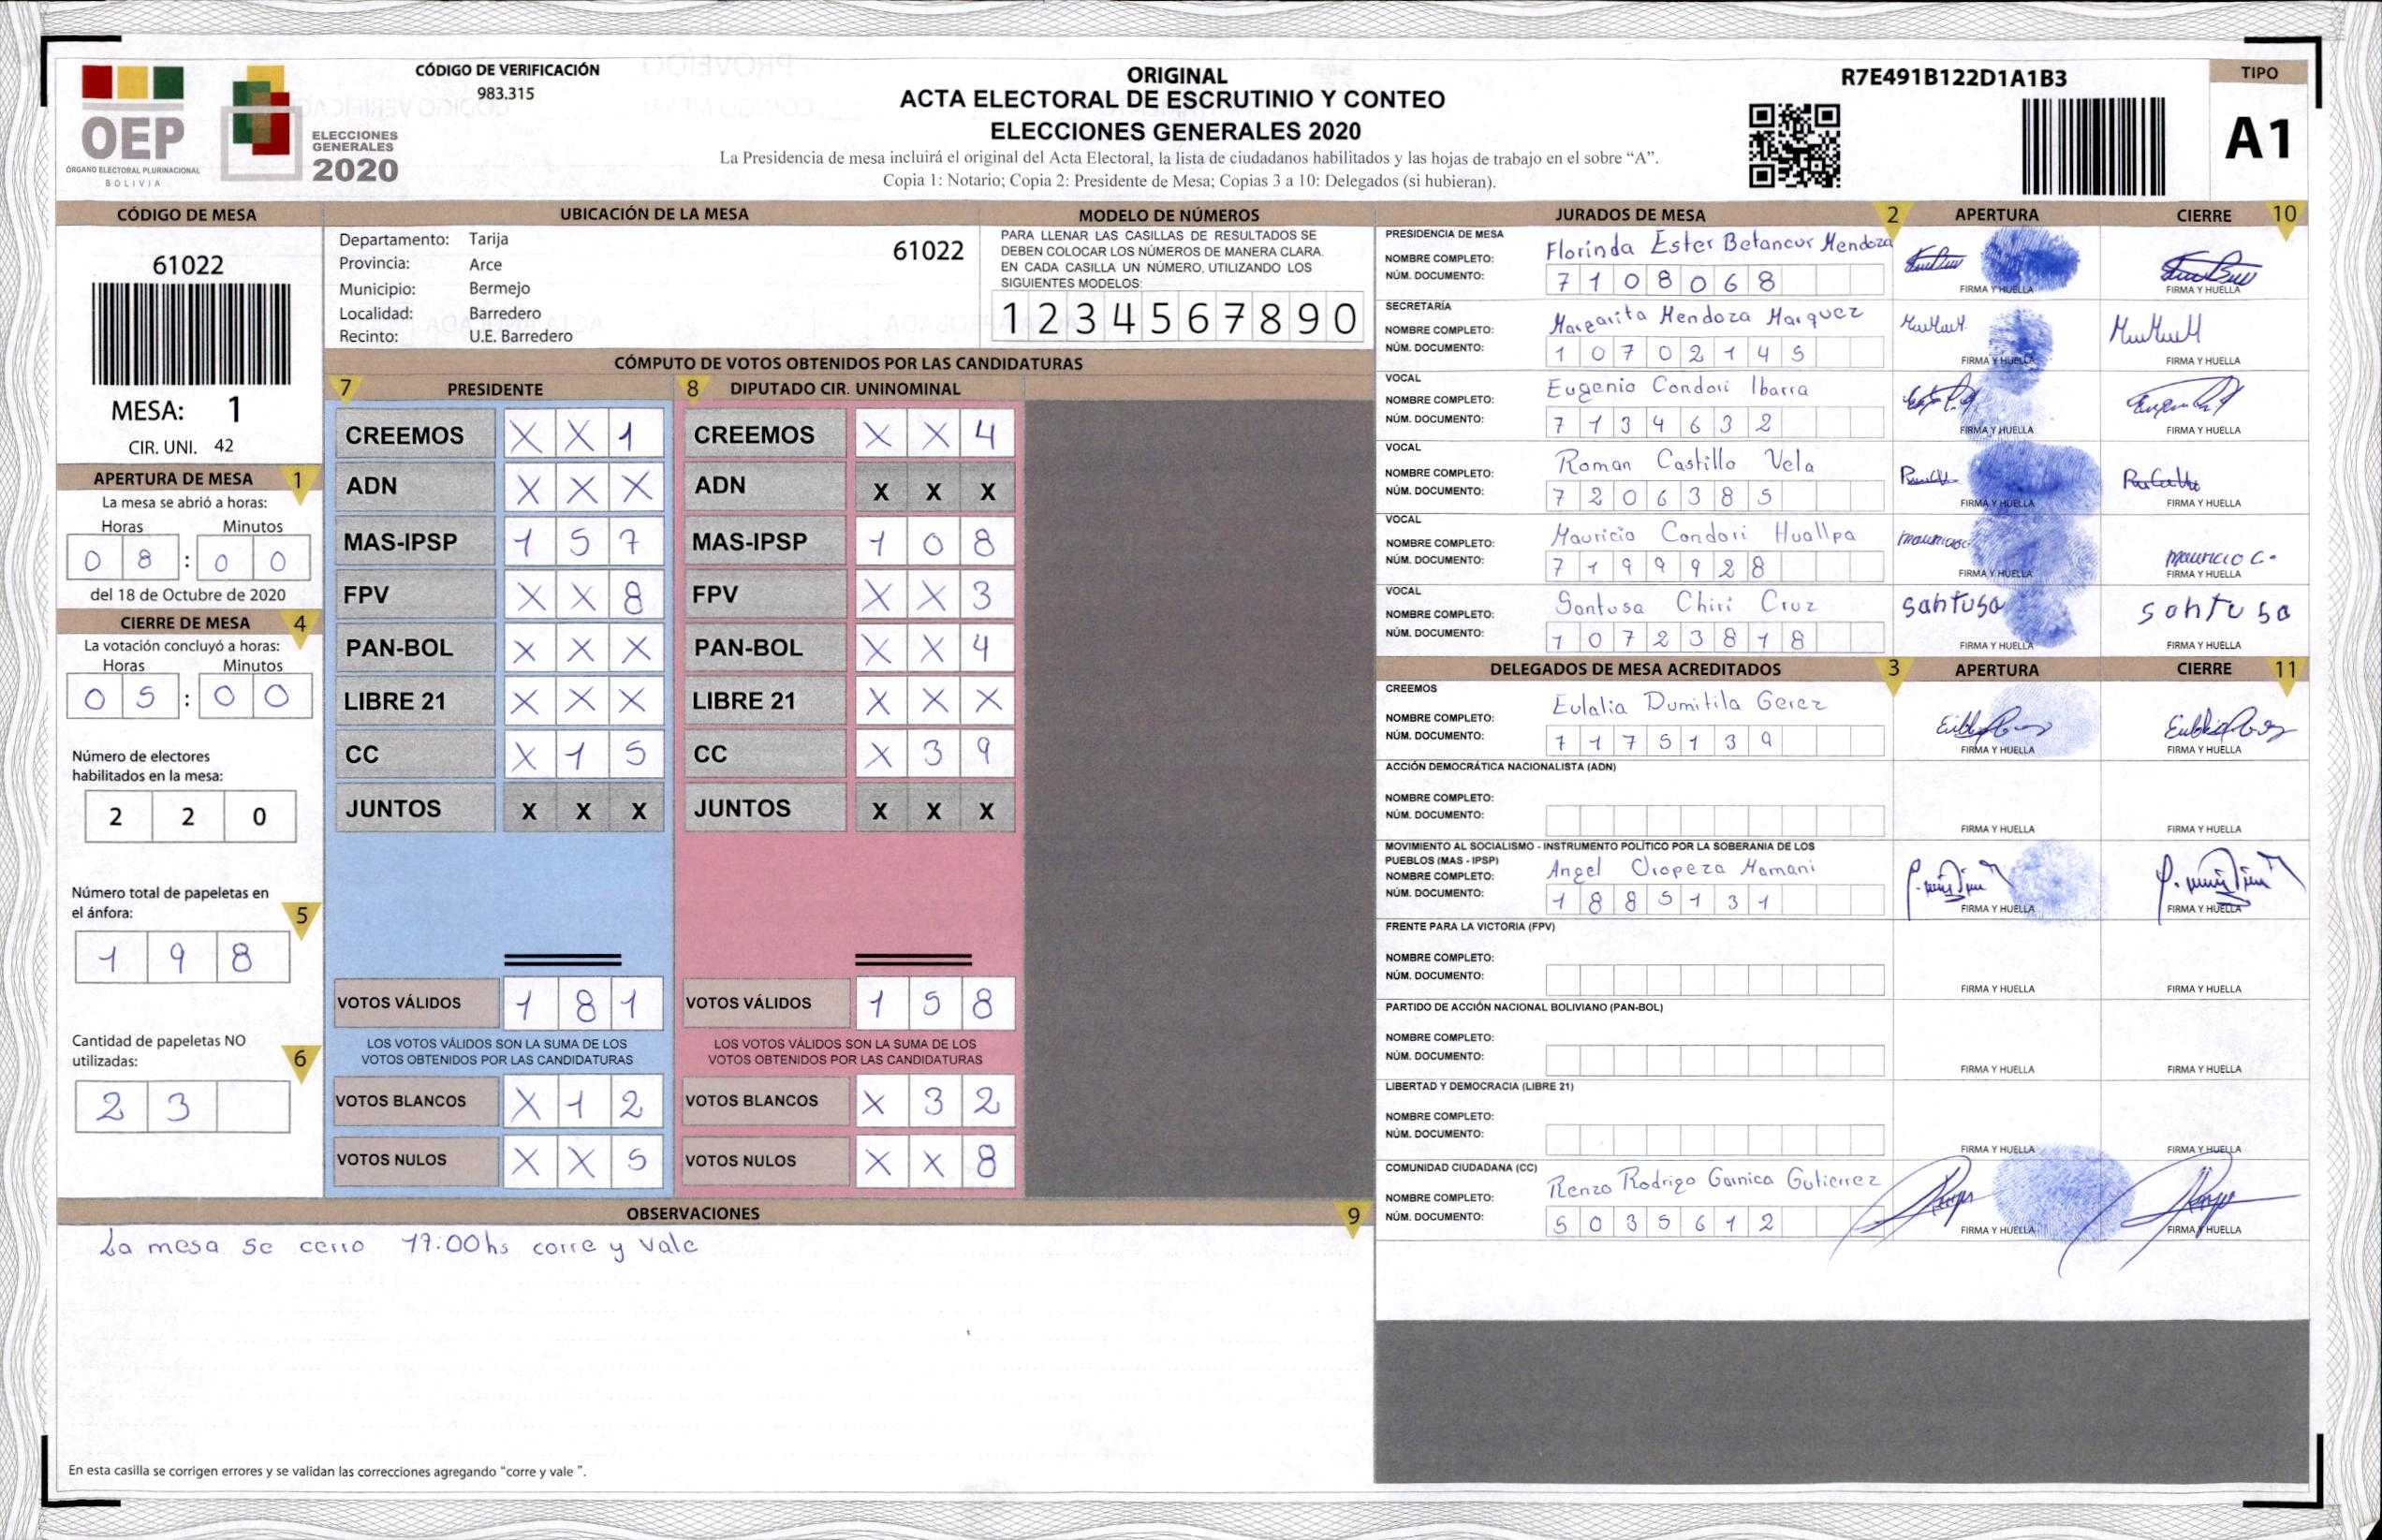 OEP
ÓRGANO ELECTORAL PLURINACIONAL
BOLIVIA
ELECCIONES
GENERALES
2020
CÓDIGO DE VERIFICACIÓN
983.315
ORIGINAL
ACTA ELECTORAL DE ESCRUTINIO Y CONTEO
ELECCIONES GENERALES 2020
La Presidencia de mesa incluirá el original del Acta Electoral, la lista de ciudadanos habilitados y las hojas de trabajo en el sobre “A”.
Copia 1: Notario; Copia 2: Presidente de Mesa; Copias 3 a 10: Delegados (si hubieran).
R7E491B122D1A1B3
TIPO
A1
CÓDIGO DE MESA
61022
MESA: 1
CIR. UNI. 42
APERTURA DE MESA 1
La mesa se abrió a horas:
Horas Minutos
0 8 : 0 0
del 18 de Octubre de 2020
CIERRE DE MESA 4
La votación concluyó a horas:
Horas Minutos
0 5 : 0 0
Número de electores
habilitados en la mesa:
2 2 0
Número total de papeletas en
el ánfora: 5
1 9 8
Cantidad de papeletas NO
utilizadas: 6
2 3
UBICACIÓN DE LA MESA
Departamento: Tarija
Provincia: Arce
Municipio: Bermejo
Localidad: Barredero
Recinto: U.E. Barredero
61022
MODELO DE NÚMEROS
PARA LLENAR LAS CASILLAS DE RESULTADOS SE
DEBEN COLOCAR LOS NÚMEROS DE MANERA CLARA.
EN CADA CASILLA UN NÚMERO, UTILIZANDO LOS
SIGUIENTES MODELOS:
1 2 3 4 5 6 7 8 9 0
CÓMPUTO DE VOTOS OBTENIDOS POR LAS CANDIDATURAS
7 PRESIDENTE
CREEMOS X X 1
ADN X X X
MAS-IPSP 1 5 7
FPV X X 8
PAN-BOL X X X
LIBRE 21 X X X
CC X 1 5
JUNTOS X X X
VOTOS VÁLIDOS 1 8 1
LOS VOTOS VÁLIDOS SON LA SUMA DE LOS
VOTOS OBTENIDOS POR LAS CANDIDATURAS
VOTOS BLANCOS X 1 2
VOTOS NULOS X X 5
8 DIPUTADO CIR. UNINOMINAL
CREEMOS X X 4
ADN X X X
MAS-IPSP 1 0 8
FPV X X 3
PAN-BOL X X 4
LIBRE 21 X X X
CC X 3 9
JUNTOS X X X
VOTOS VÁLIDOS 1 5 8
LOS VOTOS VÁLIDOS SON LA SUMA DE LOS
VOTOS OBTENIDOS POR LAS CANDIDATURAS
VOTOS BLANCOS X 3 2
VOTOS NULOS X X 8
OBSERVACIONES 9
La mesa se cerro 17:00hs corre y vale
En esta casilla se corrigen errores y se validan las correcciones agregando “corre y vale ”.
JURADOS DE MESA 2 APERTURA CIERRE 10
PRESIDENCIA DE MESA
NOMBRE COMPLETO: Florinda Ester Betancur Mendoza
NÚM. DOCUMENTO: 7 1 0 8 0 6 8
FIRMA Y HUELLA FIRMA Y HUELLA
SECRETARÍA
NOMBRE COMPLETO: Margarita Mendoza Marquez
NÚM. DOCUMENTO: 1 0 7 0 2 1 4 5
FIRMA Y HUELLA FIRMA Y HUELLA
VOCAL
NOMBRE COMPLETO: Eugenio Condori Ibarra
NÚM. DOCUMENTO: 7 1 3 4 6 3 2
FIRMA Y HUELLA FIRMA Y HUELLA
VOCAL
NOMBRE COMPLETO: Roman Castillo Vela
NÚM. DOCUMENTO: 7 2 0 6 3 8 5
FIRMA Y HUELLA FIRMA Y HUELLA
VOCAL
NOMBRE COMPLETO: Mauricio Condori Huallpa
NÚM. DOCUMENTO: 7 1 9 9 9 2 8
mauricio C.
FIRMA Y HUELLA FIRMA Y HUELLA
VOCAL
NOMBRE COMPLETO: Santusa Chiri Cruz
NÚM. DOCUMENTO: 1 0 7 2 3 8 1 8
santusa santusa
FIRMA Y HUELLA FIRMA Y HUELLA
DELEGADOS DE MESA ACREDITADOS 3 APERTURA CIERRE 11
CREEMOS
NOMBRE COMPLETO: Eulalia Dumitila Gerez
NÚM. DOCUMENTO: 7 1 7 5 1 3 9
FIRMA Y HUELLA FIRMA Y HUELLA
ACCIÓN DEMOCRÁTICA NACIONALISTA (ADN)
NOMBRE COMPLETO:
NÚM. DOCUMENTO:
FIRMA Y HUELLA FIRMA Y HUELLA
MOVIMIENTO AL SOCIALISMO - INSTRUMENTO POLÍTICO POR LA SOBERANIA DE LOS
PUEBLOS (MAS - IPSP)
NOMBRE COMPLETO: Angel Oropeza Mamani
NÚM. DOCUMENTO: 1 8 8 5 1 3 1
FIRMA Y HUELLA FIRMA Y HUELLA
FRENTE PARA LA VICTORIA (FPV)
NOMBRE COMPLETO:
NÚM. DOCUMENTO:
FIRMA Y HUELLA FIRMA Y HUELLA
PARTIDO DE ACCIÓN NACIONAL BOLIVIANO (PAN-BOL)
NOMBRE COMPLETO:
NÚM. DOCUMENTO:
FIRMA Y HUELLA FIRMA Y HUELLA
LIBERTAD Y DEMOCRACIA (LIBRE 21)
NOMBRE COMPLETO:
NÚM. DOCUMENTO:
FIRMA Y HUELLA FIRMA Y HUELLA
COMUNIDAD CIUDADANA (CC)
NOMBRE COMPLETO: Renzo Rodrigo Garnica Gutierrez
NÚM. DOCUMENTO: 5 0 3 5 6 1 2
FIRMA Y HUELLA FIRMA Y HUELLA